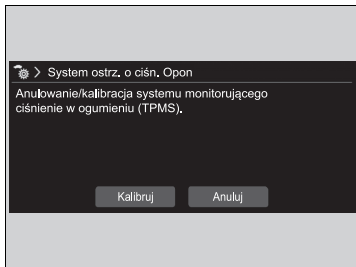 > System ostrz. o ciśn. Opon
Anulowanie/kalibracja systemu monitorującego
ciśnienie w ogumieniu (TPMS).
Kalibruj
Anuluj